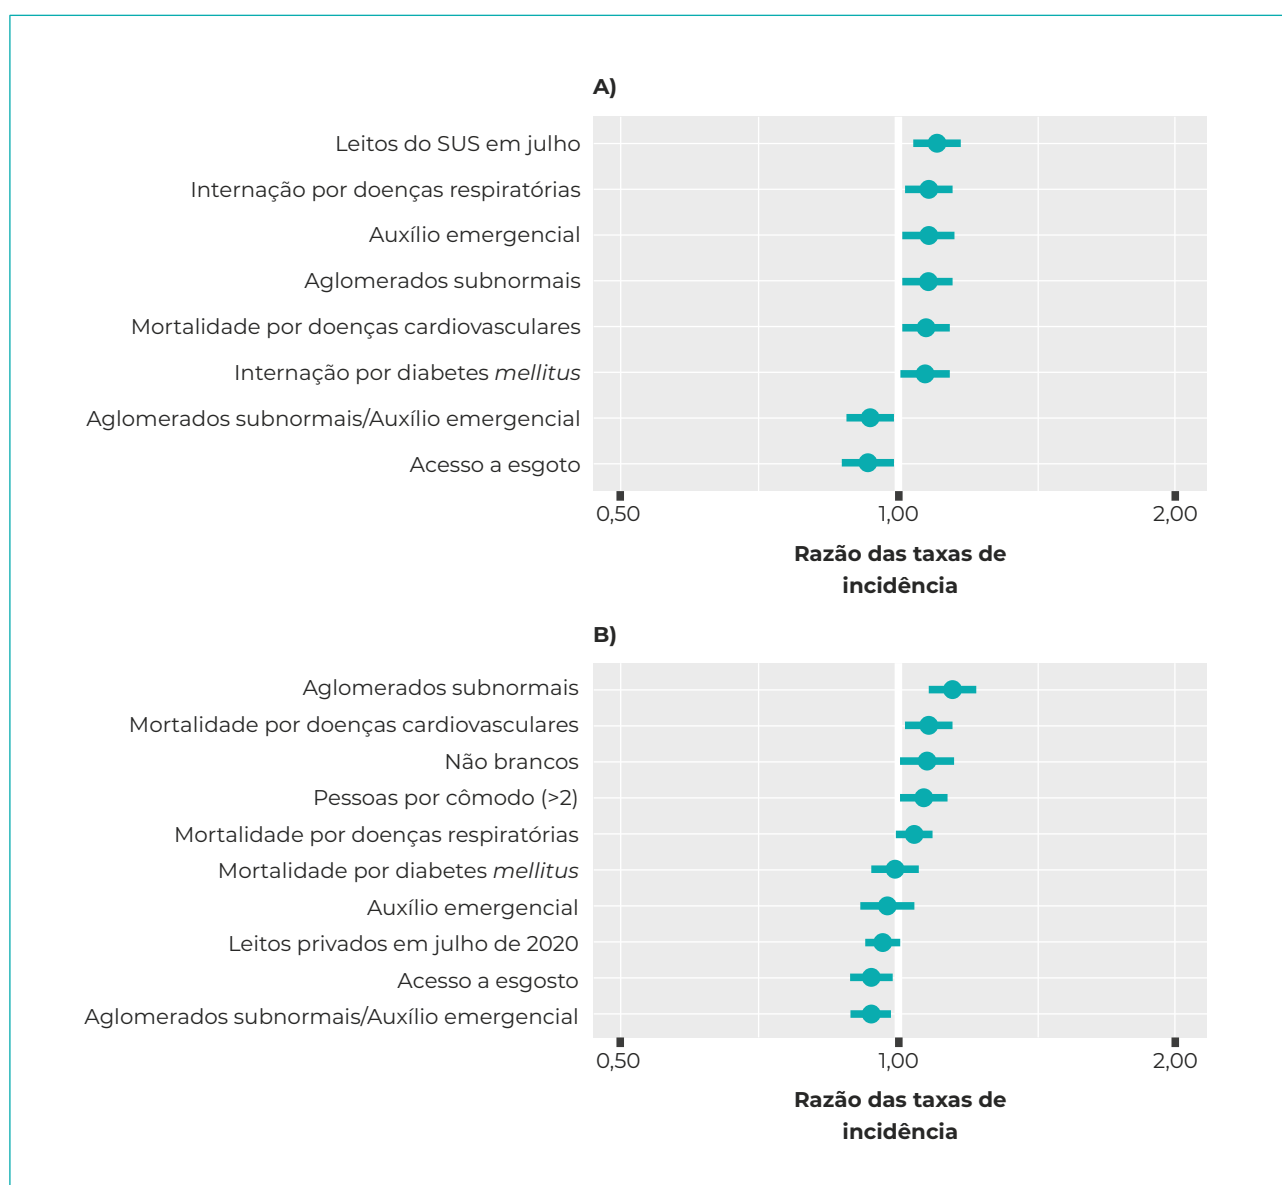 A)
Leitos do SUS em julho
Internação por doenças respiratórias
Auxílio emergencial
Aglomerados subnormais
Mortalidade por doenças cardiovasculares
Internação por diabetes mellitus
Aglomerados subnormais/Auxílio emergencial
Acesso a esgoto
0,50 1,00 2,00
Razão das taxas de
incidência
B)
Aglomerados subnormais
Mortalidade por doenças cardiovasculares
Não brancos
Pessoas por cômodo (>2)
Mortalidade por doenças respiratórias
Mortalidade por diabetes mellitus
Auxílio emergencial
Leitos privados em julho de 2020
Acesso a esgosto
Aglomerados subnormais/Auxílio emergencial
0,50 1,00 2,00
Razão das taxas de
incidência